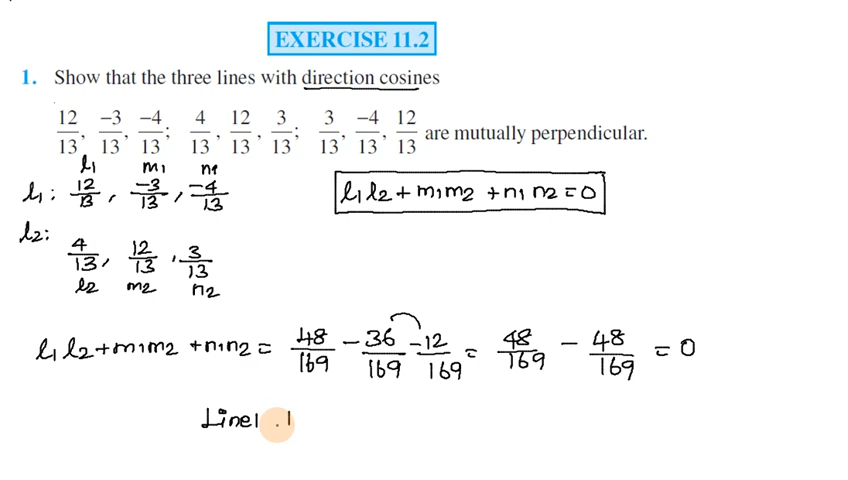 EXERCISE 11.2
1. Show that the three lines with direction cosines
12/13, -3/13, -4/13; 4/13, 12/13, 3/13; 3/13, -4/13, 12/13 are mutually perpendicular.
l₁ m₁ n₁
l₁: 12/13, -3/13, -4/13
l₁l₂ + m₁m₂ + n₁n₂ = 0
l₂:
4/13, 12/13, 3/13
l₂ m₂ n₂
l₁l₂ + m₁m₂ + n₁n₂ = 48/169 - 36/169 - 12/169 = 48/169 - 48/169 = 0
Line1